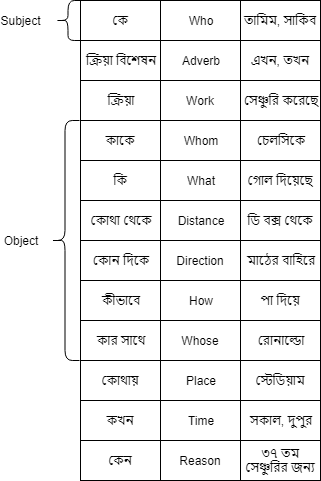 Subject
কে Who তামিম, সাকিব
ক্রিয়া বিশেষন Adverb এখন, তখন
ক্রিয়া Work সেঞ্চুরি করেছে
Object
কাকে Whom চেলসিকে
কি What গোল দিয়েছে
কোথা থেকে Distance ডি বক্স থেকে
কোন দিকে Direction মাঠের বাহিরে
কীভাবে How পা দিয়ে
কার সাথে Whose রোনাল্ডো
কোথায় Place স্টেডিয়াম
কখন Time সকাল, দুপুর
কেন Reason ৩৭ তম
সেঞ্চুরির জন্য